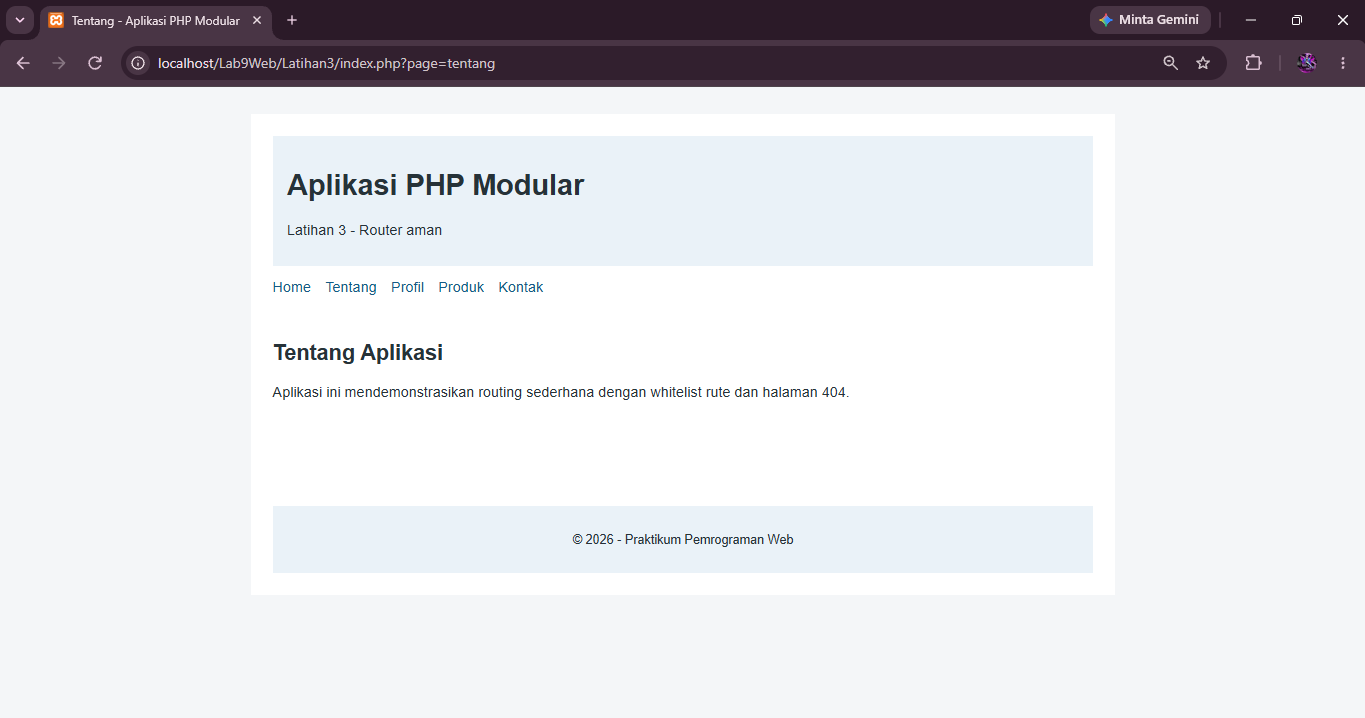 Tentang - Aplikasi PHP Modular
Minta Gemini
localhost/Lab9Web/Latihan3/index.php?page=tentang
Aplikasi PHP Modular
Latihan 3 - Router aman
Home Tentang Profil Produk Kontak
Tentang Aplikasi
Aplikasi ini mendemonstrasikan routing sederhana dengan whitelist rute dan halaman 404.
© 2026 - Praktikum Pemrograman Web